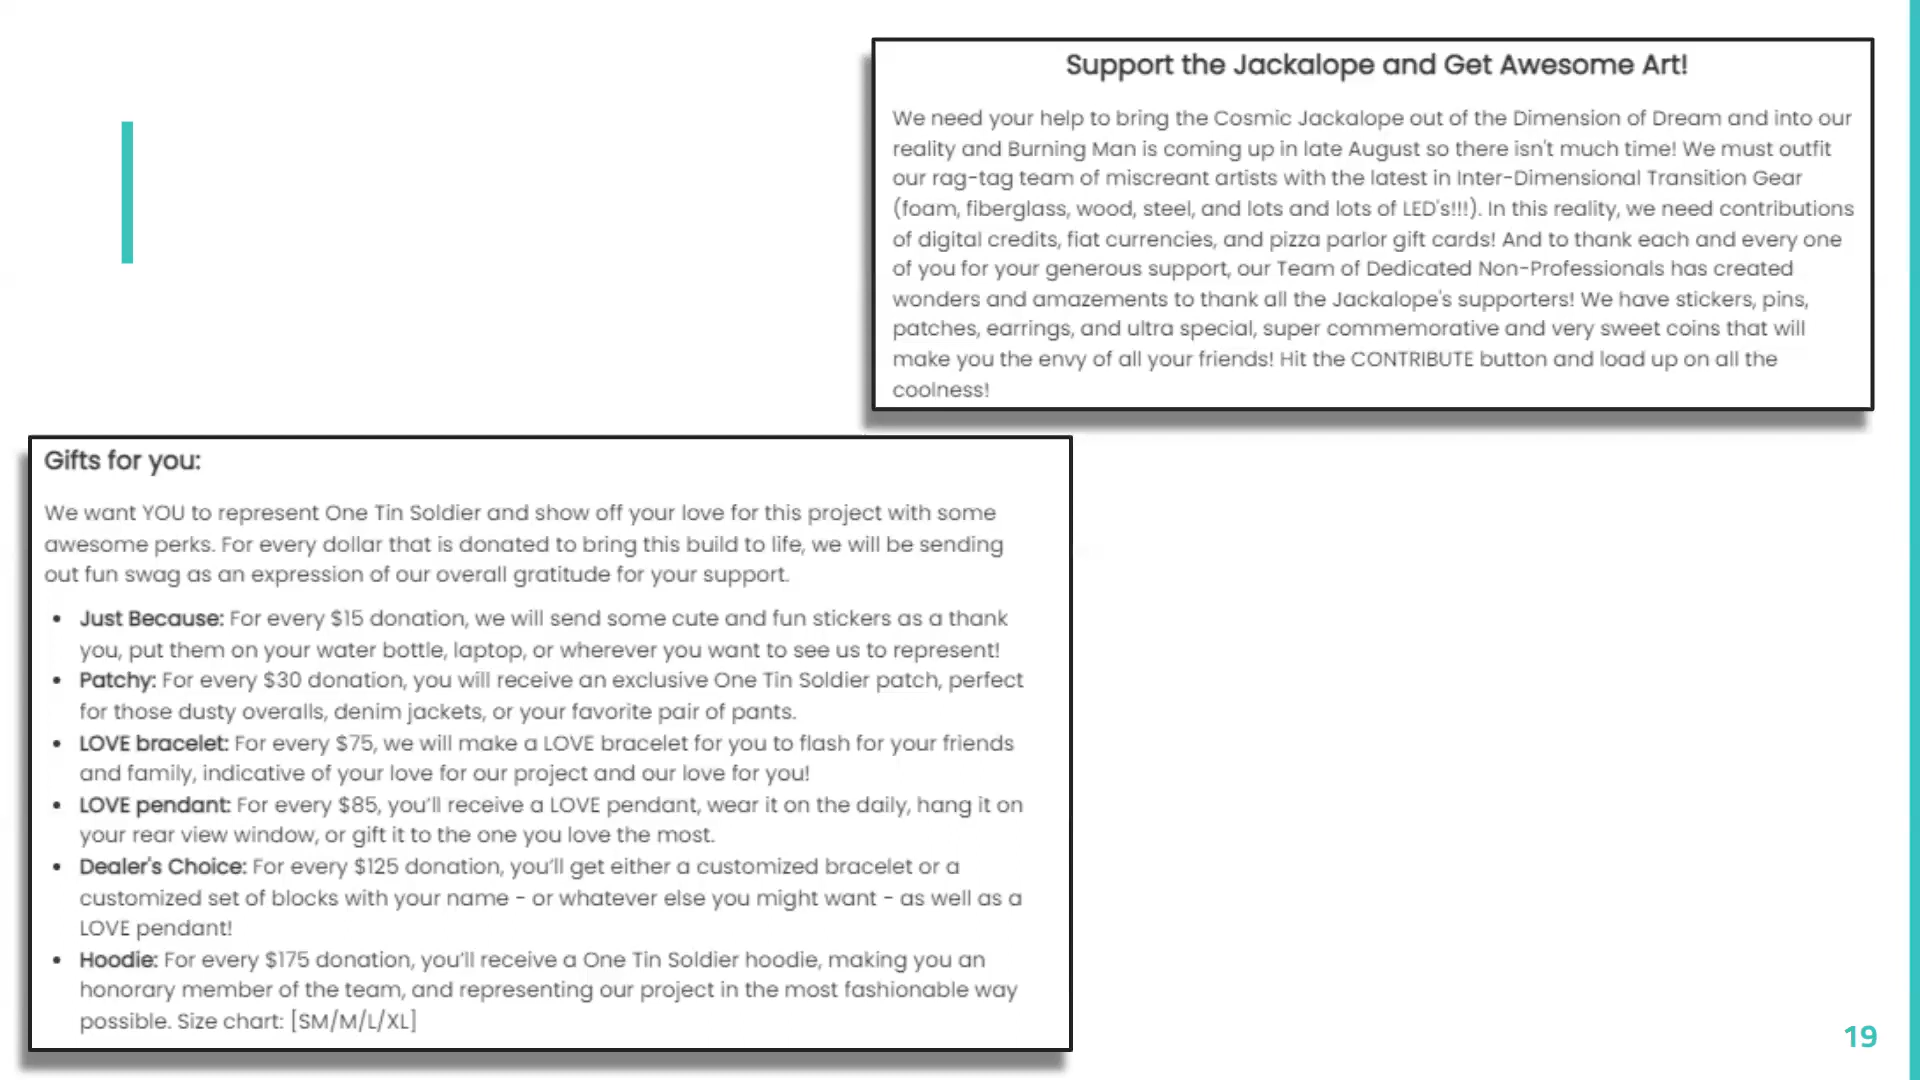 Support the Jackalope and Get Awesome Art!
We need your help to bring the Cosmic Jackalope out of the Dimension of Dream and into our
reality and Burning Man is coming up in late August so there isn't much time! We must outfit
our rag-tag team of miscreant artists with the latest in Inter-Dimensional Transition Gear
(foam, fiberglass, wood, steel, and lots and lots of LED's!!!). In this reality, we need contributions
of digital credits, fiat currencies, and pizza parlor gift cards! And to thank each and every one
of you for your generous support, our Team of Dedicated Non-Professionals has created
wonders and amazements to thank all the Jackalope's supporters! We have stickers, pins,
patches, earrings, and ultra special, super commemorative and very sweet coins that will
make you the envy of all your friends! Hit the CONTRIBUTE button and load up on all the
coolness!
Gifts for you:
We want YOU to represent One Tin Soldier and show off your love for this project with some
awesome perks. For every dollar that is donated to bring this build to life, we will be sending
out fun swag as an expression of our overall gratitude for your support.
• Just Because: For every $15 donation, we will send some cute and fun stickers as a thank
you, put them on your water bottle, laptop, or wherever you want to see us to represent!
• Patchy: For every $30 donation, you will receive an exclusive One Tin Soldier patch, perfect
for those dusty overalls, denim jackets, or your favorite pair of pants.
• LOVE bracelet: For every $75, we will make a LOVE bracelet for you to flash for your friends
and family, indicative of your love for our project and our love for you!
• LOVE pendant: For every $85, you'll receive a LOVE pendant, wear it on the daily, hang it on
your rear view window, or gift it to the one you love the most.
• Dealer's Choice: For every $125 donation, you'll get either a customized bracelet or a
customized set of blocks with your name - or whatever else you might want - as well as a
LOVE pendant!
• Hoodie: For every $175 donation, you'll receive a One Tin Soldier hoodie, making you an
honorary member of the team, and representing our project in the most fashionable way
possible. Size chart: [SM/M/L/XL]
19